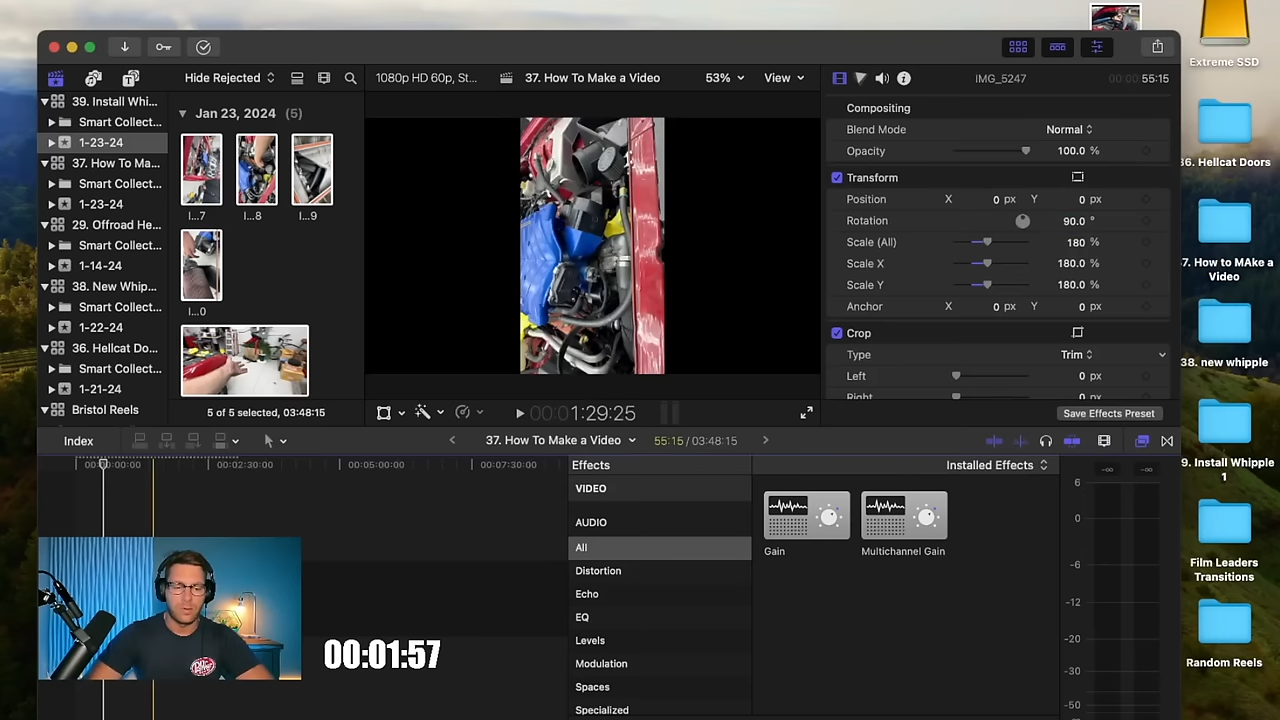 Hide Rejected
1080p HD 60p, St...
37. How To Make a Video
53%
View
IMG_5247
00:00:55:15
Extreme SSD
39. Install Whi...
Smart Collect...
1-23-24
37. How To Ma...
Smart Collect...
1-23-24
29. Offroad He...
Smart Collect...
1-14-24
38. New Whip...
Smart Collect...
1-22-24
36. Hellcat Do...
Smart Collect...
1-21-24
Bristol Reels
Jan 23, 2024 (5)
I...7
I...8
I...9
I...0
5 of 5 selected, 03:48:15
00:01:29:25
Compositing
Blend Mode
Normal
Opacity
100.0 %
Transform
Position X 0 px Y 0 px
Rotation 90.0 °
Scale (All) 180 %
Scale X 180.0 %
Scale Y 180.0 %
Anchor X 0 px Y 0 px
Crop
Type Trim
Left 0 px
Right 0 px
Save Effects Preset
36. Hellcat Doors
37. How to MAke a
Video
38. new whipple
9. Install Whipple
1
Film Leaders
Transitions
Random Reels
Index
37. How To Make a Video
55:15 / 03:48:15
00:00:00:00
00:02:30:00
00:05:00:00
00:07:30:00
Effects
Installed Effects
VIDEO
AUDIO
All
Distortion
Echo
EQ
Levels
Modulation
Spaces
Specialized
Gain
Multichannel Gain
-∞ -∞
6
0
-6
-12
-20
-30
-50
00:01:57